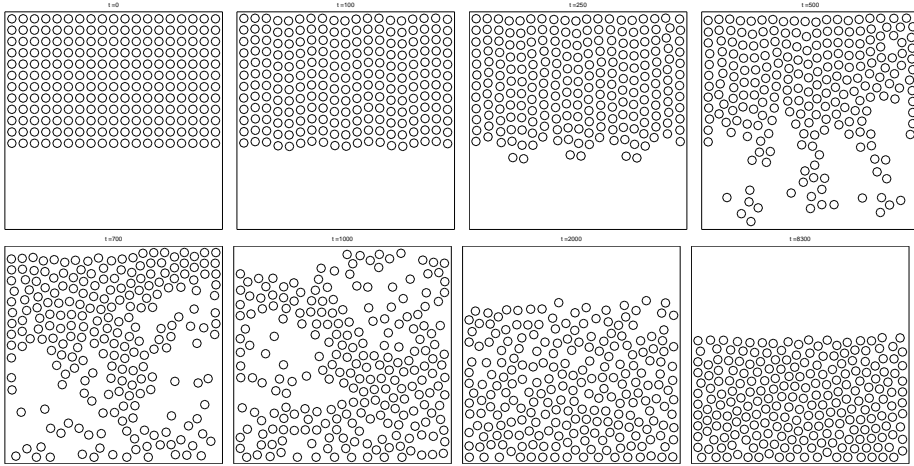 t =0
t =100
t =250
t =500
t =700
t =1000
t =2000
t =6300